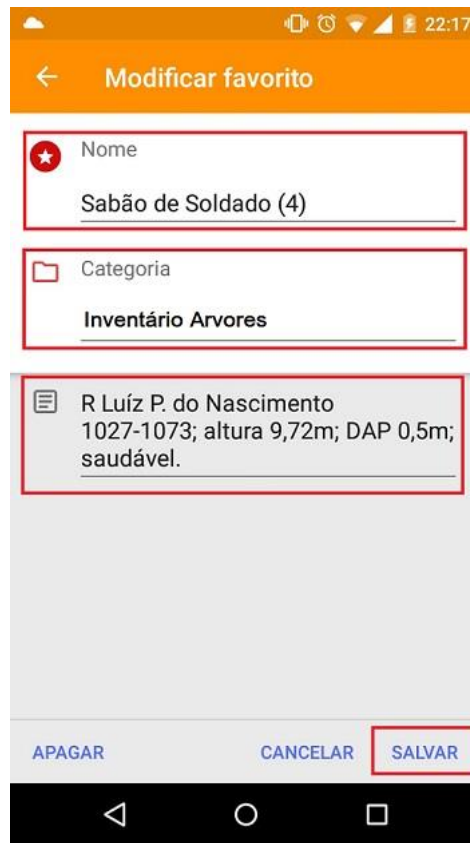 22:17
Modificar favorito
Nome
Sabão de Soldado (4)
Categoria
Inventário Arvores
R Luíz P. do Nascimento
1027-1073; altura 9,72m; DAP 0,5m;
saudável.
APAGAR CANCELAR SALVAR